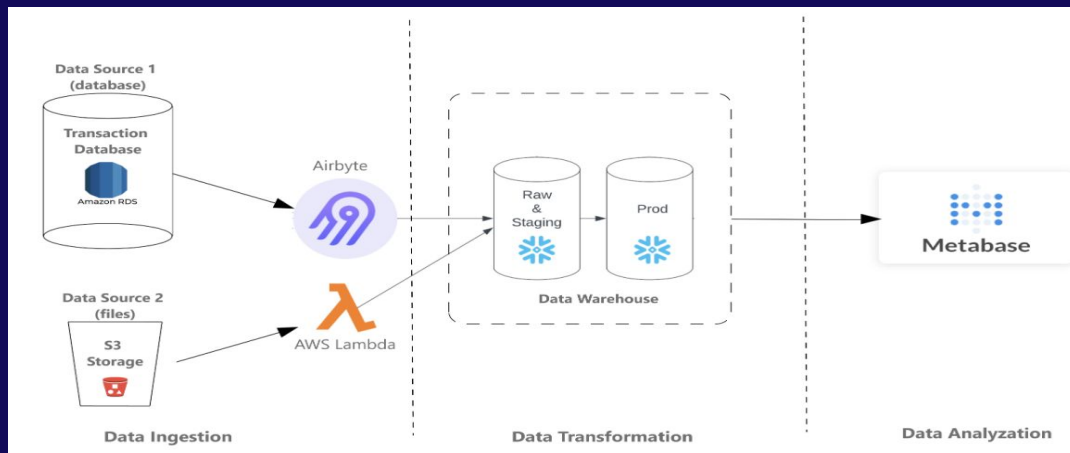 Data Source 1
(database)
Transaction
Database
Amazon RDS
Airbyte
Data Source 2
(files)
S3
Storage
AWS Lambda
Data Ingestion
Raw
&
Staging
Prod
Data Warehouse
Data Transformation
Metabase
Data Analyzation